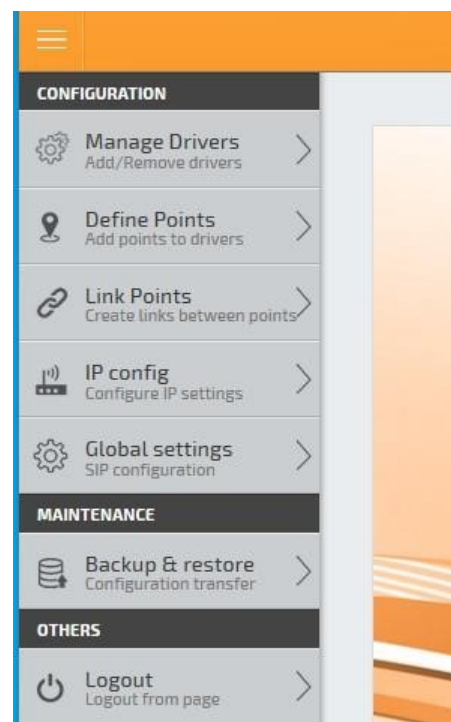 CONFIGURATION
Manage Drivers
Add/Remove drivers
Define Points
Add points to drivers
Link Points
Create links between points
IP config
Configure IP settings
Global settings
SIP configuration
MAINTENANCE
Backup & restore
Configuration transfer
OTHERS
Logout
Logout from page